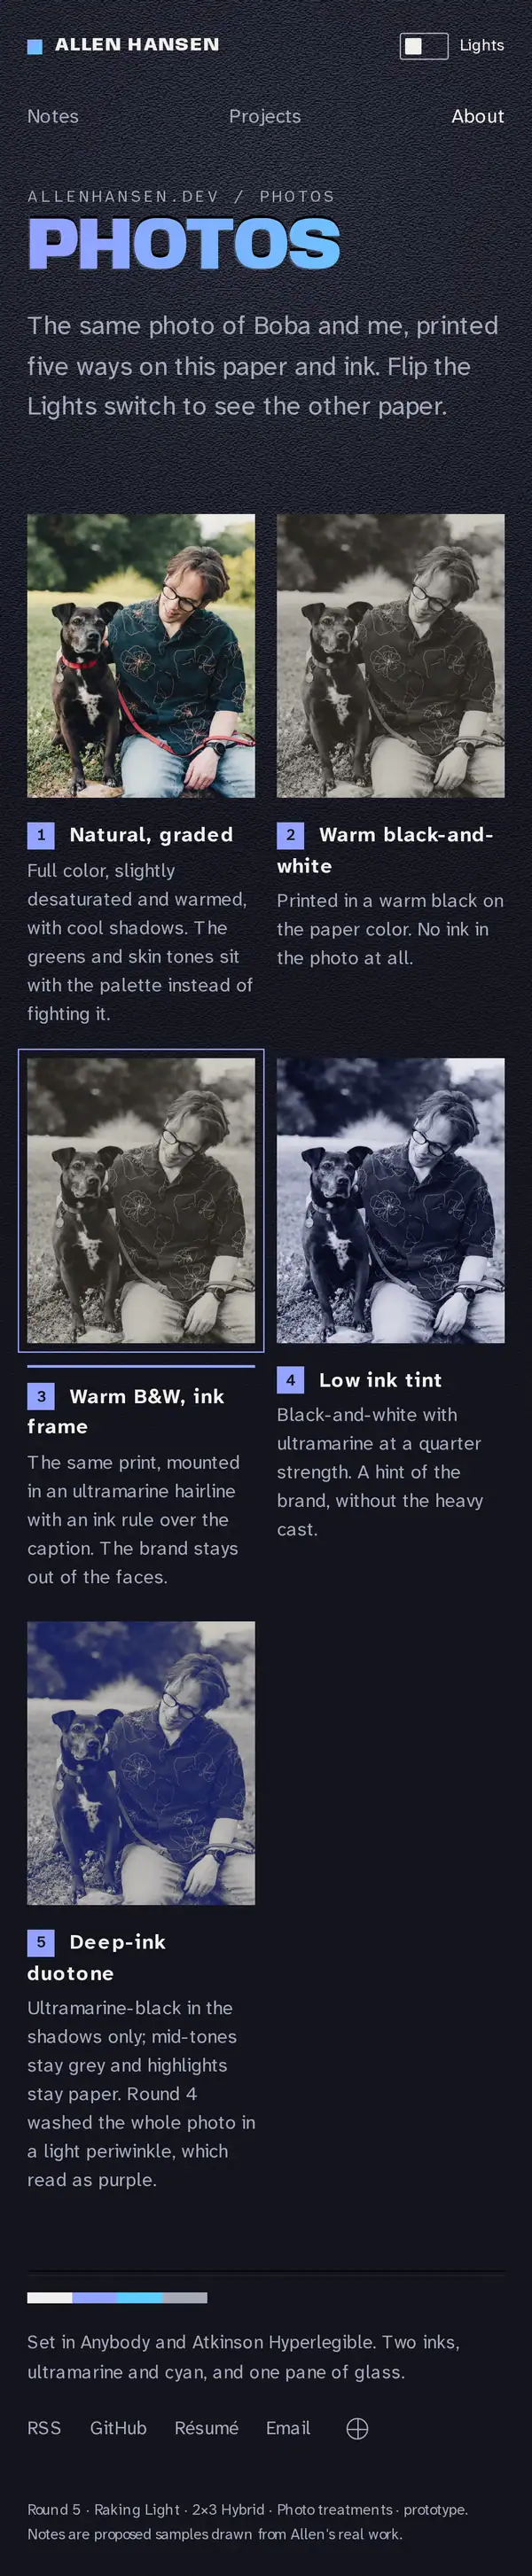 ALLEN HANSEN
Lights
Notes Projects About
ALLENHANSEN.DEV / PHOTOS
PHOTOS
The same photo of Boba and me, printed
five ways on this paper and ink. Flip the
Lights switch to see the other paper.
1 Natural, graded
Full color, slightly
desaturated and warmed,
with cool shadows. The
greens and skin tones sit
with the palette instead of
fighting it.
2 Warm black-and-
white
Printed in a warm black on
the paper color. No ink in
the photo at all.
3 Warm B&W, ink
frame
The same print, mounted
in an ultramarine hairline
with an ink rule over the
caption. The brand stays
out of the faces.
4 Low ink tint
Black-and-white with
ultramarine at a quarter
strength. A hint of the
brand, without the heavy
cast.
5 Deep-ink
duotone
Ultramarine-black in the
shadows only; mid-tones
stay grey and highlights
stay paper. Round 4
washed the whole photo in
a light periwinkle, which
read as purple.
Set in Anybody and Atkinson Hyperlegible. Two inks,
ultramarine and cyan, and one pane of glass.
RSS GitHub Résumé Email
Round 5 · Raking Light · 2×3 Hybrid · Photo treatments · prototype.
Notes are proposed samples drawn from Allen's real work.